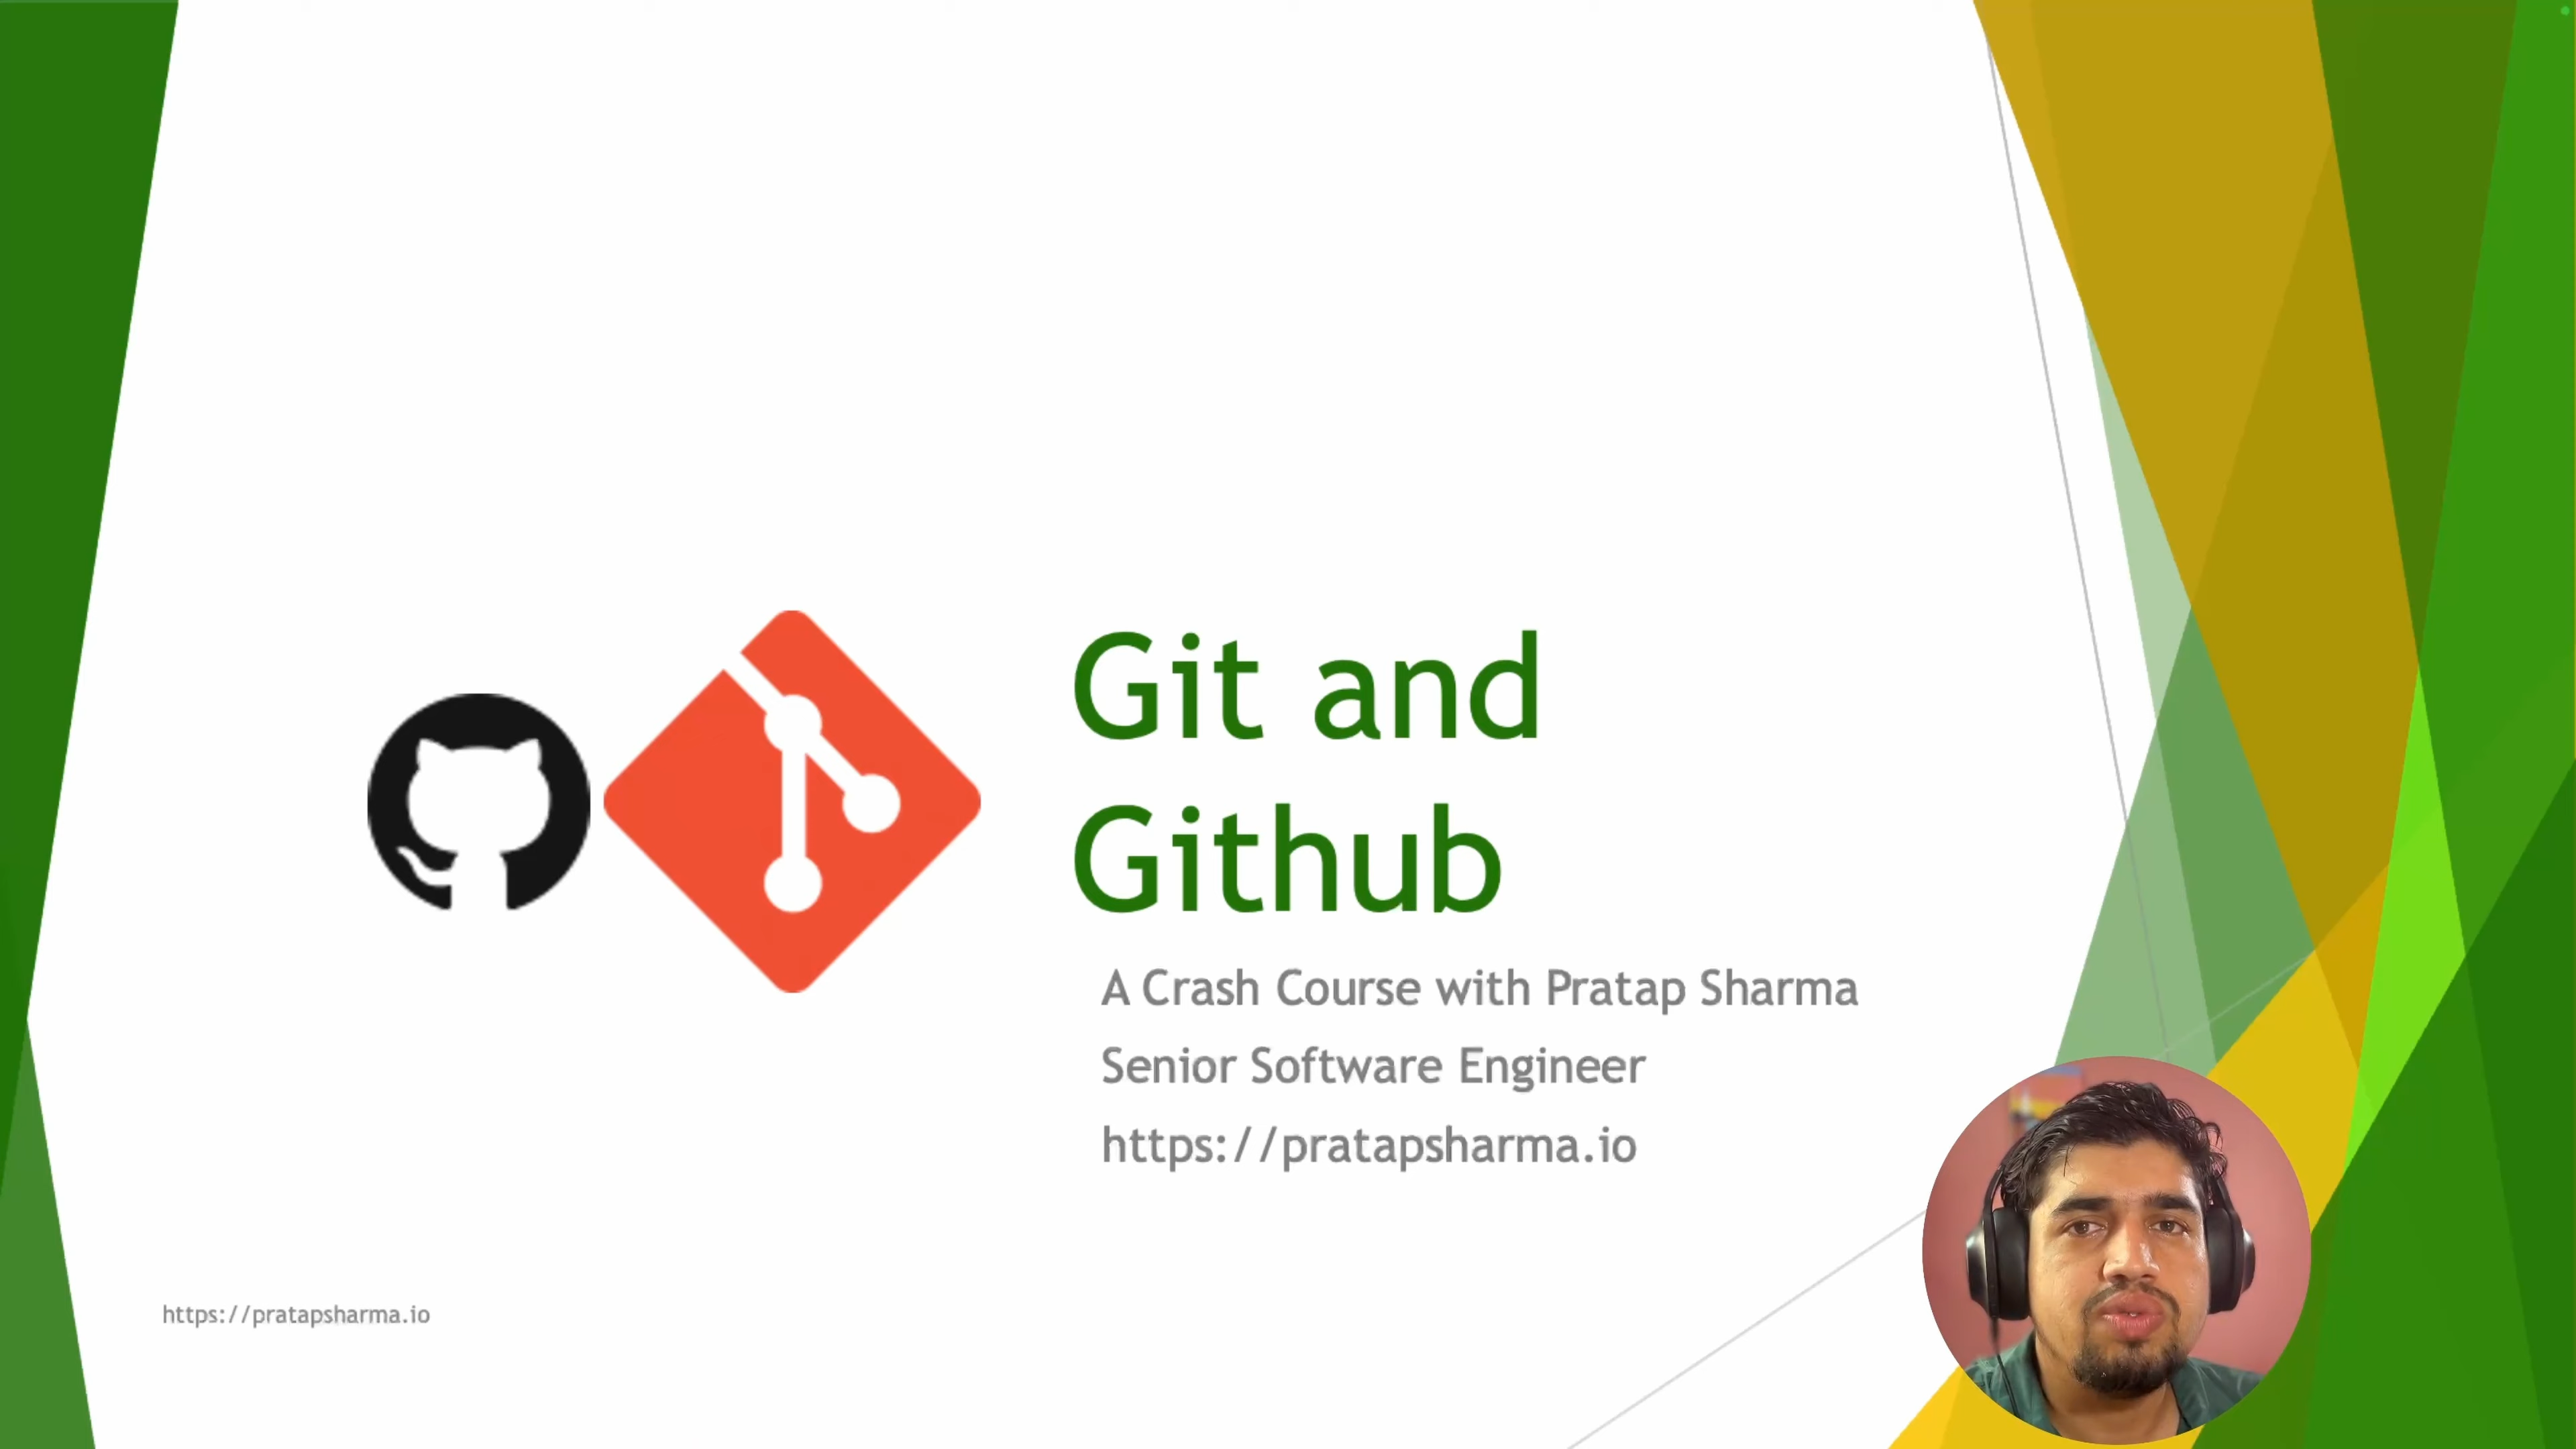 Git and
Github
A Crash Course with Pratap Sharma
Senior Software Engineer
https://pratapsharma.io
https://pratapsharma.io